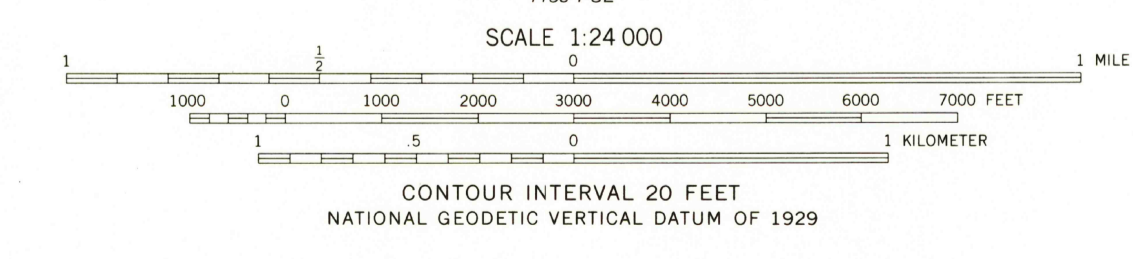 SCALE 1:24 000
1 1/2 0 1 MILE
1000 0 1000 2000 3000 4000 5000 6000 7000 FEET
1 .5 0 1 KILOMETER
CONTOUR INTERVAL 20 FEET
NATIONAL GEODETIC VERTICAL DATUM OF 1929